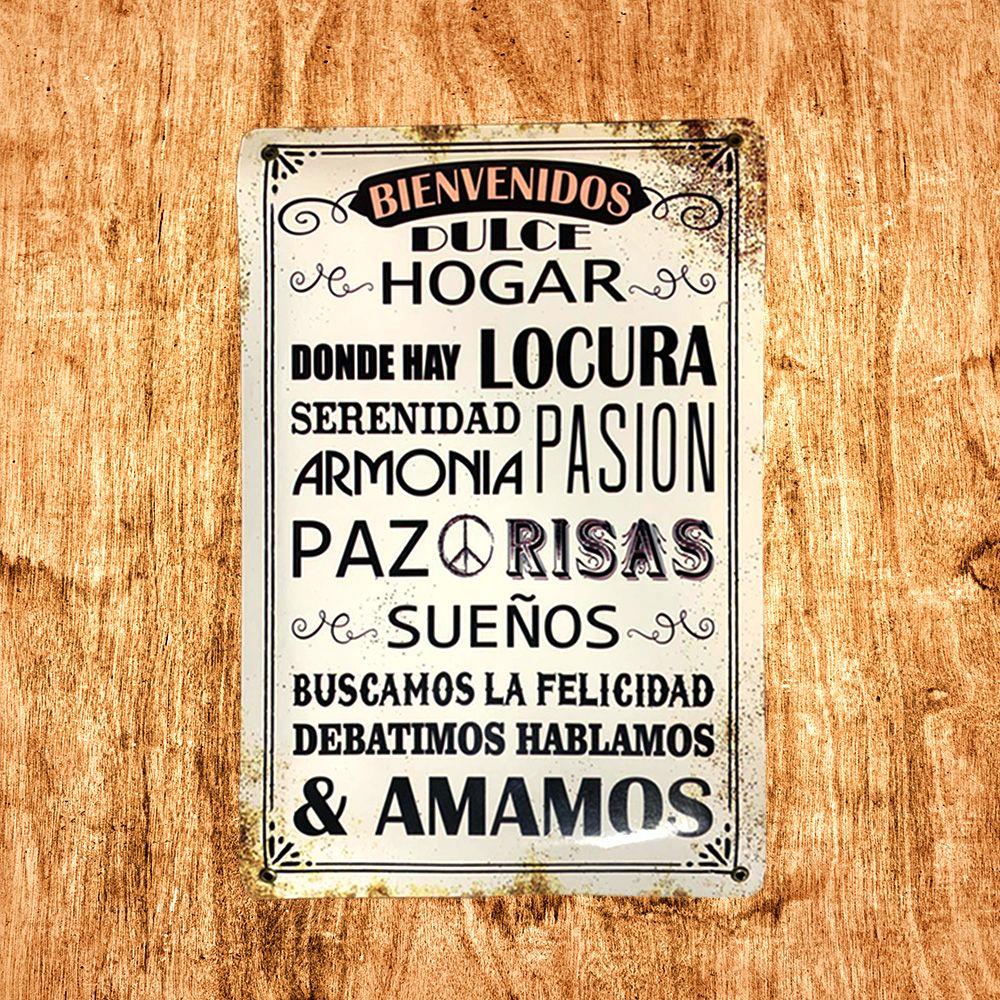 BIENVENIDOS
DULCE
HOGAR
DONDE HAY LOCURA
SERENIDAD PASION
ARMONIA
PAZ RISAS
SUEÑOS
BUSCAMOS LA FELICIDAD
DEBATIMOS HABLAMOS
& AMAMOS